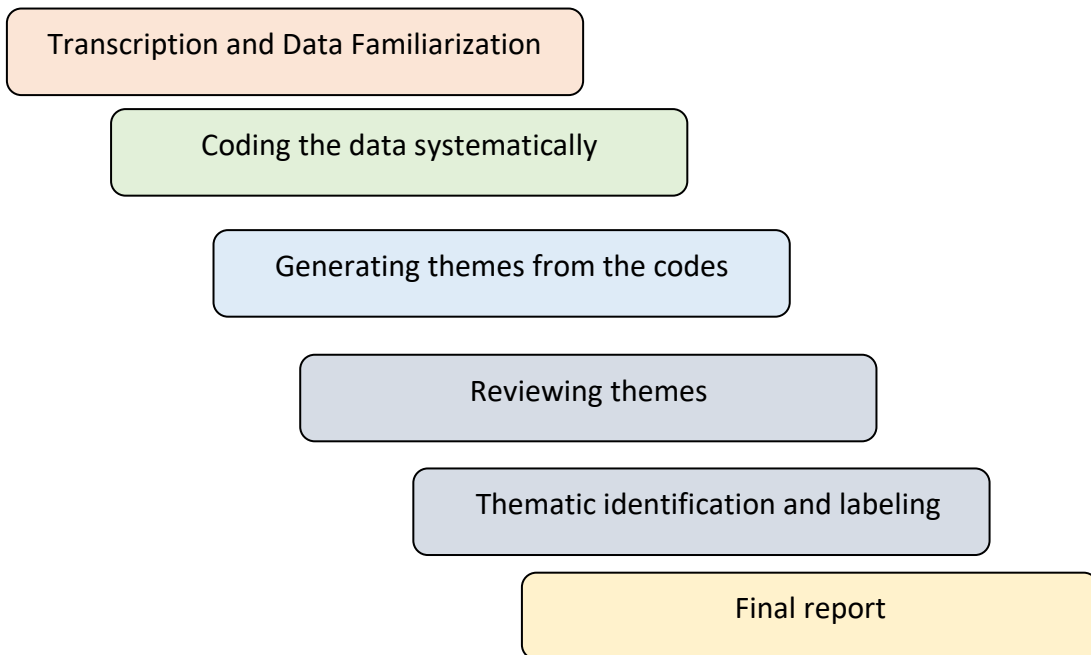 Transcription and Data Familiarization
Coding the data systematically
Generating themes from the codes
Reviewing themes
Thematic identification and labeling
Final report